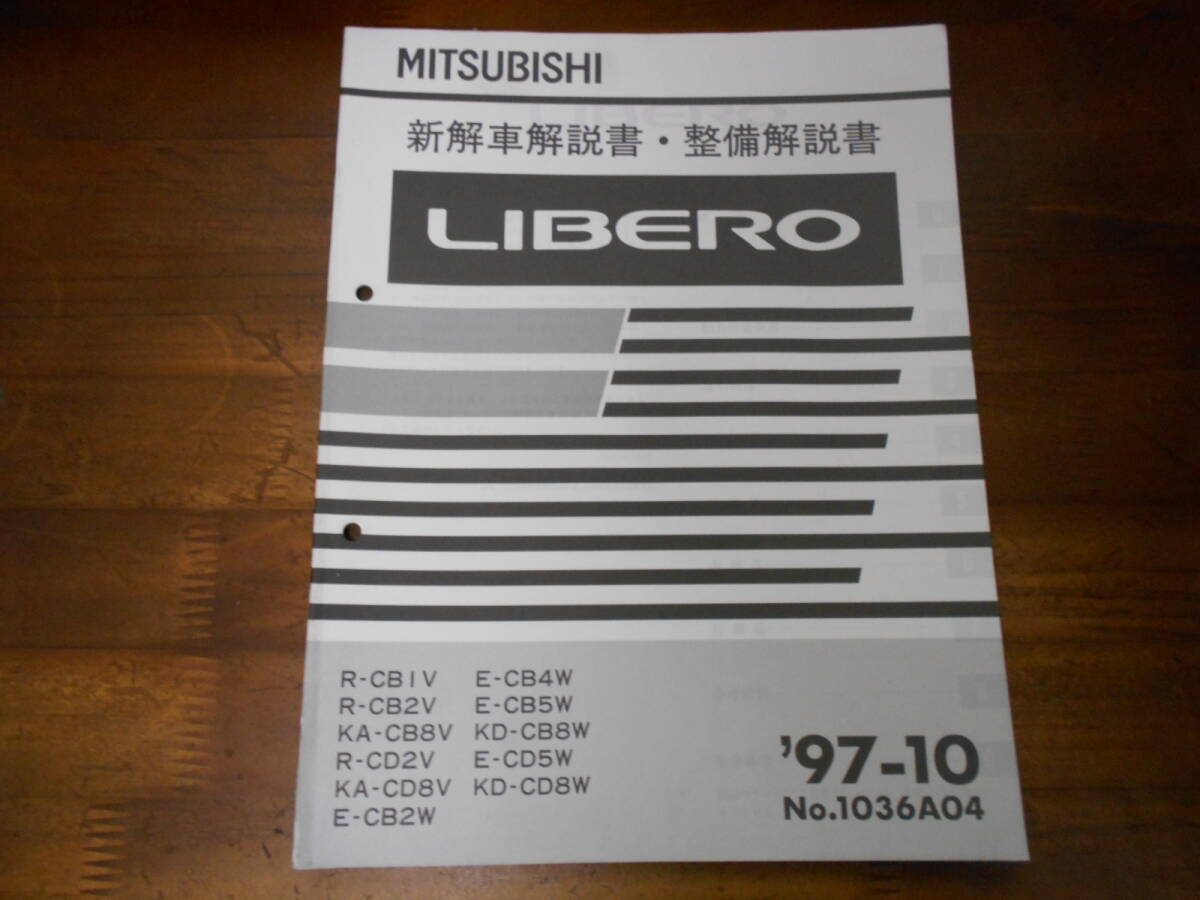 MITSUBISHI
新解車解説書・整備解説書
LIBERO
R-CB1V E-CB4W
R-CB2V E-CB5W
KA-CB8V KD-CB8W
R-CD2V E-CD5W
KA-CD8V KD-CD8W
E-CB2W
'97-10
No.1036A04